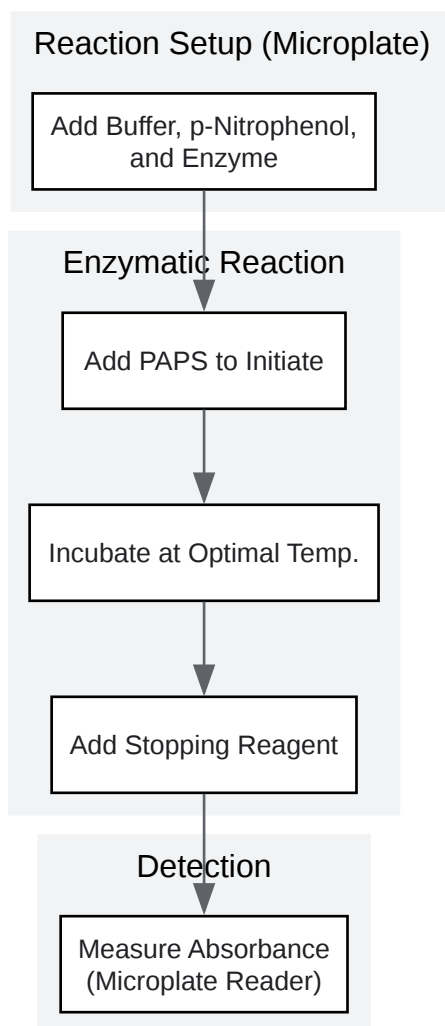 Reaction Setup (Microplate)
Add Buffer, p-Nitrophenol,
and Enzyme
Enzymatic Reaction
Add PAPS to Initiate
Incubate at Optimal Temp.
Add Stopping Reagent
Detection
Measure Absorbance
(Microplate Reader)